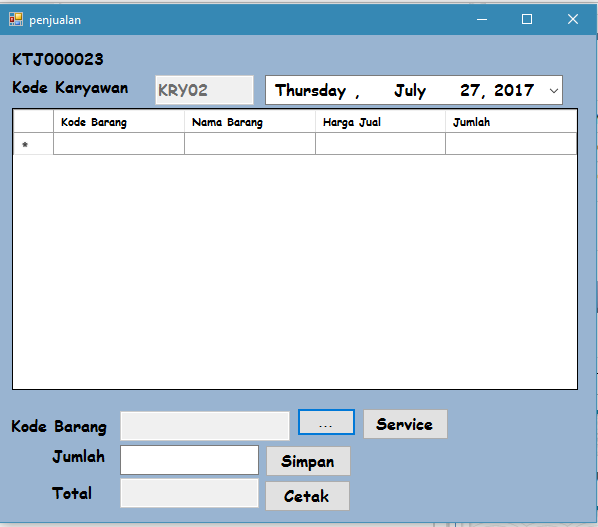 penjualan
KTJ000023
Kode Karyawan KRY02 Thursday , July 27, 2017
Kode Barang Nama Barang Harga Jual Jumlah
*
Kode Barang ... Service
Jumlah Simpan
Total Cetak